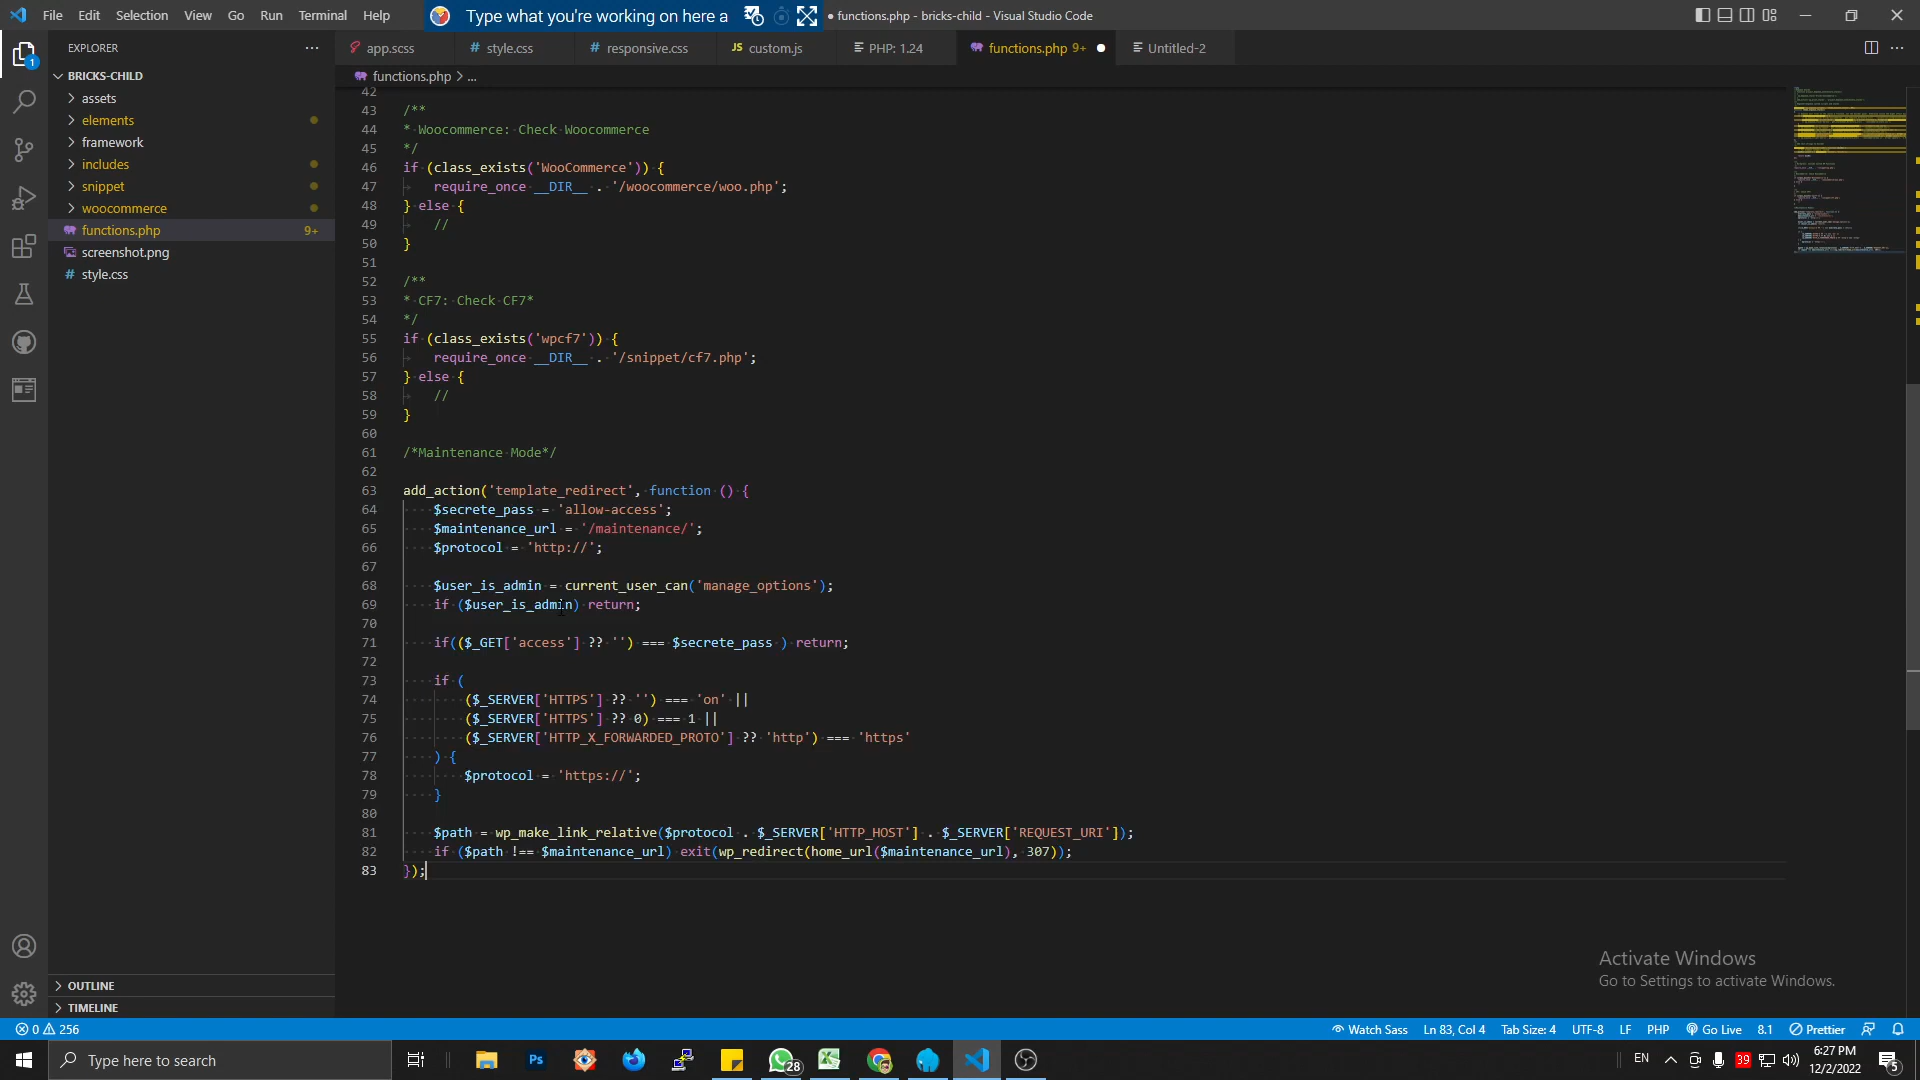 File Edit Selection View Go Run Terminal Help
Type what you're working on here a
● functions.php - bricks-child - Visual Studio Code
EXPLORER
app.scss
# style.css
# responsive.css
JS custom.js
PHP: 1.24
functions.php 9+
Untitled-2
1
BRICKS-CHILD
functions.php > ...
assets
elements
framework
includes
snippet
woocommerce
functions.php 9+
screenshot.png
# style.css
42
43 /**
44 * Woocommerce: Check Woocommerce
45 */
46 if (class_exists('WooCommerce')) {
47 require_once __DIR__ . '/woocommerce/woo.php';
48 } else {
49 //
50 }
51
52 /**
53 * CF7: Check CF7*
54 */
55 if (class_exists('wpcf7')) {
56 require_once __DIR__ . '/snippet/cf7.php';
57 } else {
58 //
59 }
60
61 /*Maintenance Mode*/
62
63 add_action('template_redirect', function () {
64 $secrete_pass = 'allow-access';
65 $maintenance_url = '/maintenance/';
66 $protocol = 'http://';
67
68 $user_is_admin = current_user_can('manage_options');
69 if ($user_is_admin) return;
70
71 if(($_GET['access'] ?? '') === $secrete_pass ) return;
72
73 if (
74 ($_SERVER['HTTPS'] ?? '') === 'on' ||
75 ($_SERVER['HTTPS'] ?? 0) === 1 ||
76 ($_SERVER['HTTP_X_FORWARDED_PROTO'] ?? 'http') === 'https'
77 ) {
78 $protocol = 'https://';
79 }
80
81 $path = wp_make_link_relative($protocol . $_SERVER['HTTP_HOST'] . $_SERVER['REQUEST_URI']);
82 if ($path !== $maintenance_url) exit(wp_redirect(home_url($maintenance_url), 307));
83 });
Activate Windows
Go to Settings to activate Windows.
OUTLINE
TIMELINE
0 256
Watch Sass Ln 83, Col 4 Tab Size: 4 UTF-8 LF PHP Go Live 8.1 Prettier
Type here to search
Ps
28
EN
39
6:27 PM
12/2/2022
5